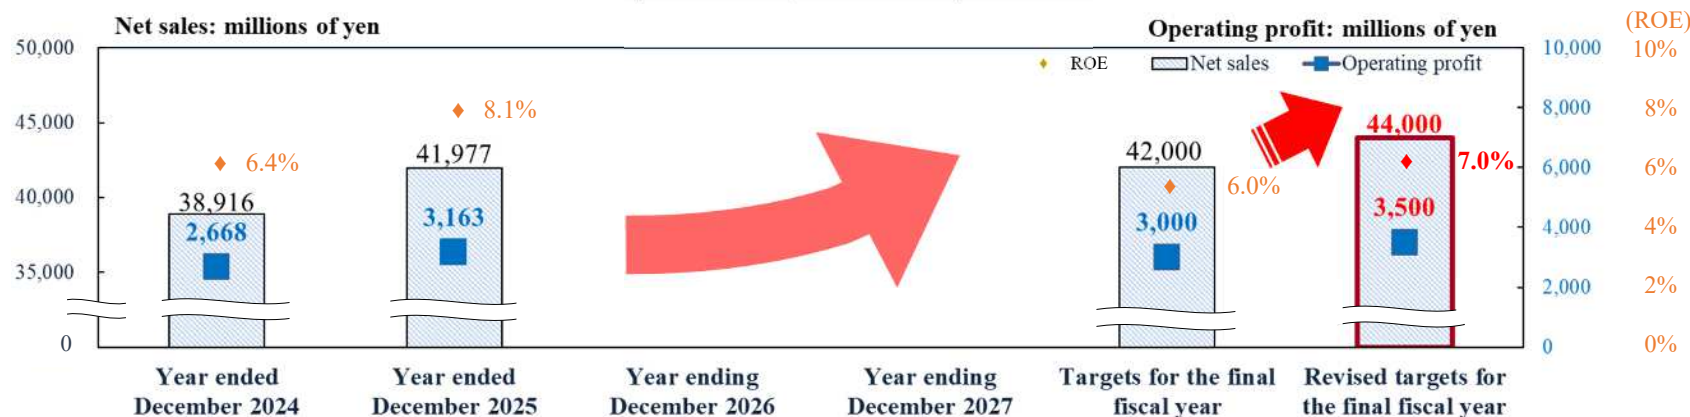 Net sales: millions of yen
Operating profit: millions of yen
(ROE)
50,000
45,000
40,000
35,000
0
10,000
8,000
6,000
4,000
2,000
0
10%
8%
6%
4%
2%
0%
ROE
Net sales
Operating profit
6.4%
38,916
2,668
8.1%
41,977
3,163
42,000
6.0%
3,000
44,000
7.0%
3,500
Year ended
December 2024
Year ended
December 2025
Year ending
December 2026
Year ending
December 2027
Targets for the final
fiscal year
Revised targets for
the final fiscal year